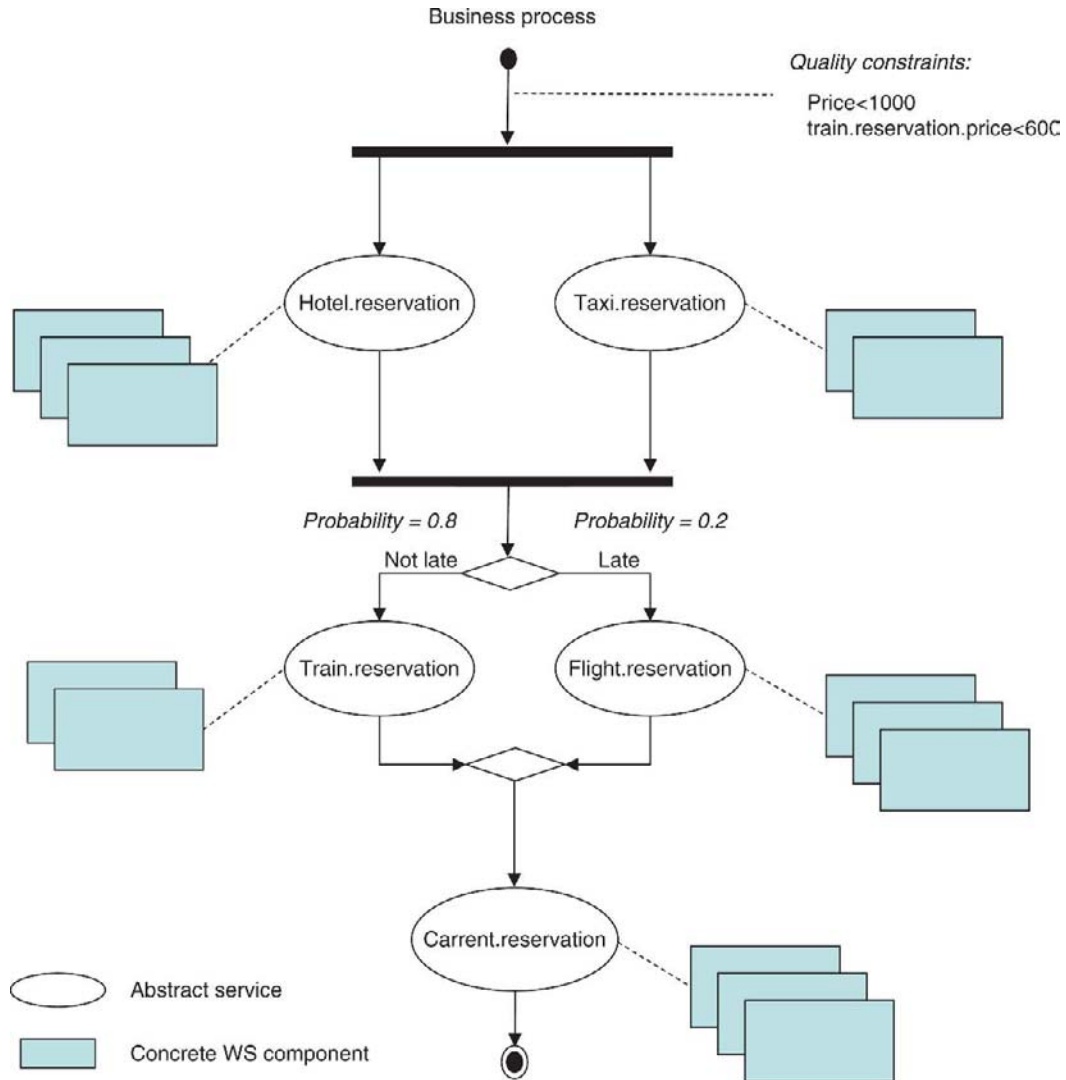 Business process
Quality constraints:
Price<1000
train.reservation.price<600
Hotel.reservation
Taxi.reservation
Probability = 0.8
Probability = 0.2
Not late
Late
Train.reservation
Flight.reservation
Carrent.reservation
Abstract service
Concrete WS component